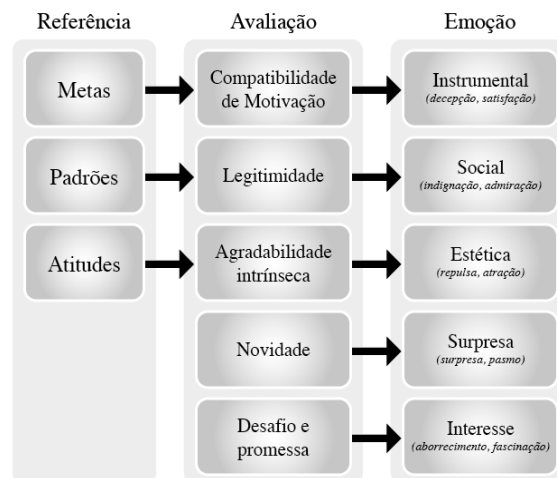 Referência
Avaliação
Emoção
Metas
Compatibilidade
de Motivação
Instrumental
(decepção, satisfação)
Padrões
Legitimidade
Social
(indignação, admiração)
Atitudes
Agradabilidade
intrínseca
Estética
(repulsa, atração)
Novidade
Surpresa
(surpresa, pasmo)
Desafio e
promessa
Interesse
(aborrecimento, fascinação)